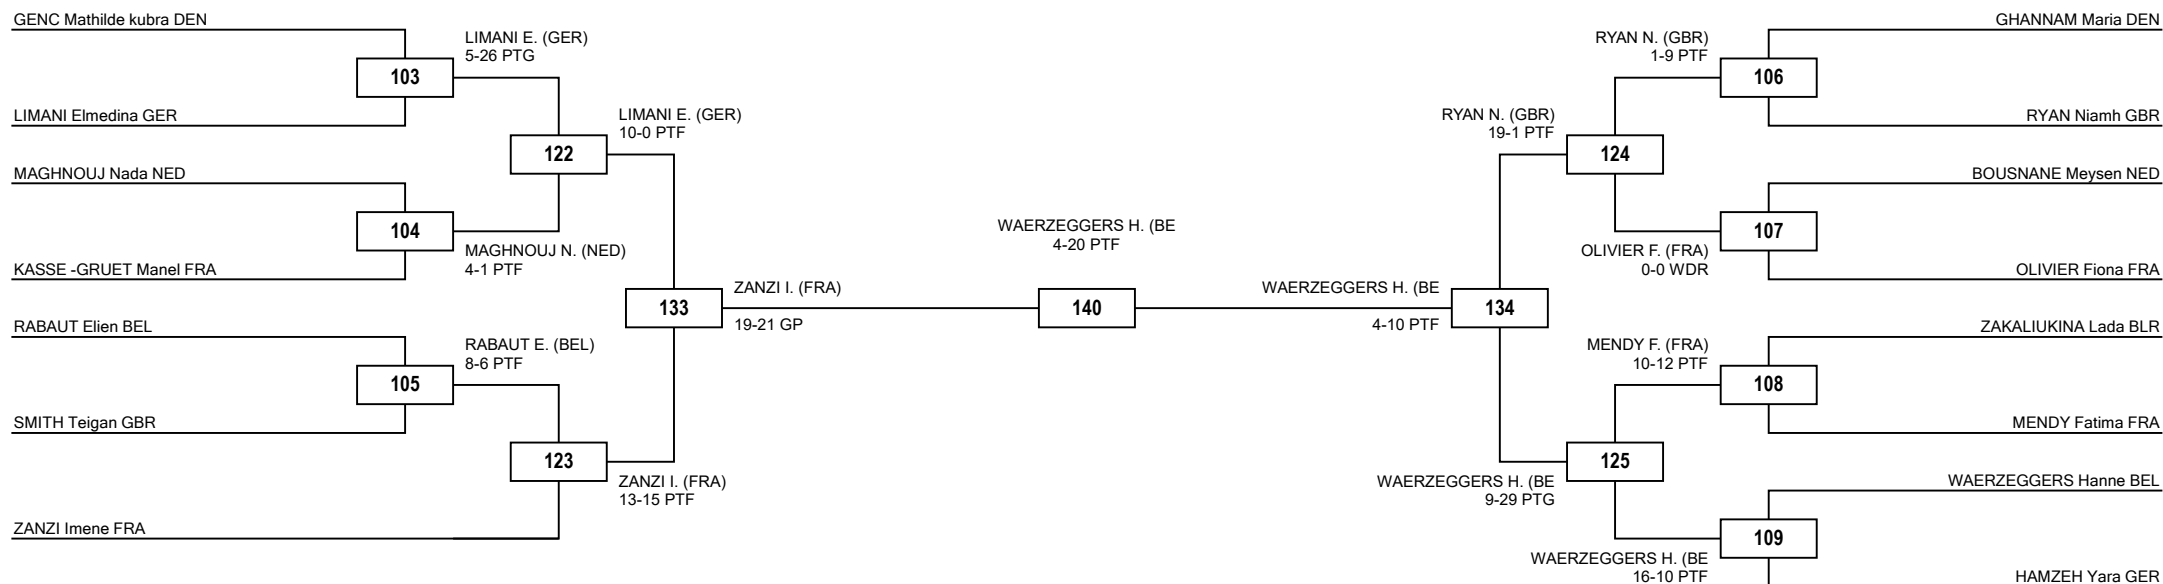 GENC Mathilde kubra DEN
GHANNAM Maria DEN
LIMANI E. (GER)
5-26 PTG
RYAN N. (GBR)
1-9 PTF
103
106
LIMANI Elmedina GER
LIMANI E. (GER)
10-0 PTF
RYAN N. (GBR)
19-1 PTF
RYAN Niamh GBR
122
124
MAGHNOUJ Nada NED
BOUSNANE Meysen NED
104
WAERZEGGERS H. (BE
4-20 PTF
107
MAGHNOUJ N. (NED)
4-1 PTF
OLIVIER F. (FRA)
0-0 WDR
KASSE -GRUET Manel FRA
OLIVIER Fiona FRA
ZANZI I. (FRA)
WAERZEGGERS H. (BE
133
140
134
19-21 GP
4-10 PTF
RABAUT Elien BEL
ZAKALIUKINA Lada BLR
RABAUT E. (BEL)
8-6 PTF
MENDY F. (FRA)
10-12 PTF
105
108
SMITH Teigan GBR
MENDY Fatima FRA
123
125
ZANZI I. (FRA)
13-15 PTF
WAERZEGGERS H. (BE
9-29 PTG
WAERZEGGERS Hanne BEL
ZANZI Imene FRA
109
WAERZEGGERS H. (BE
16-10 PTF
HAMZEH Yara GER